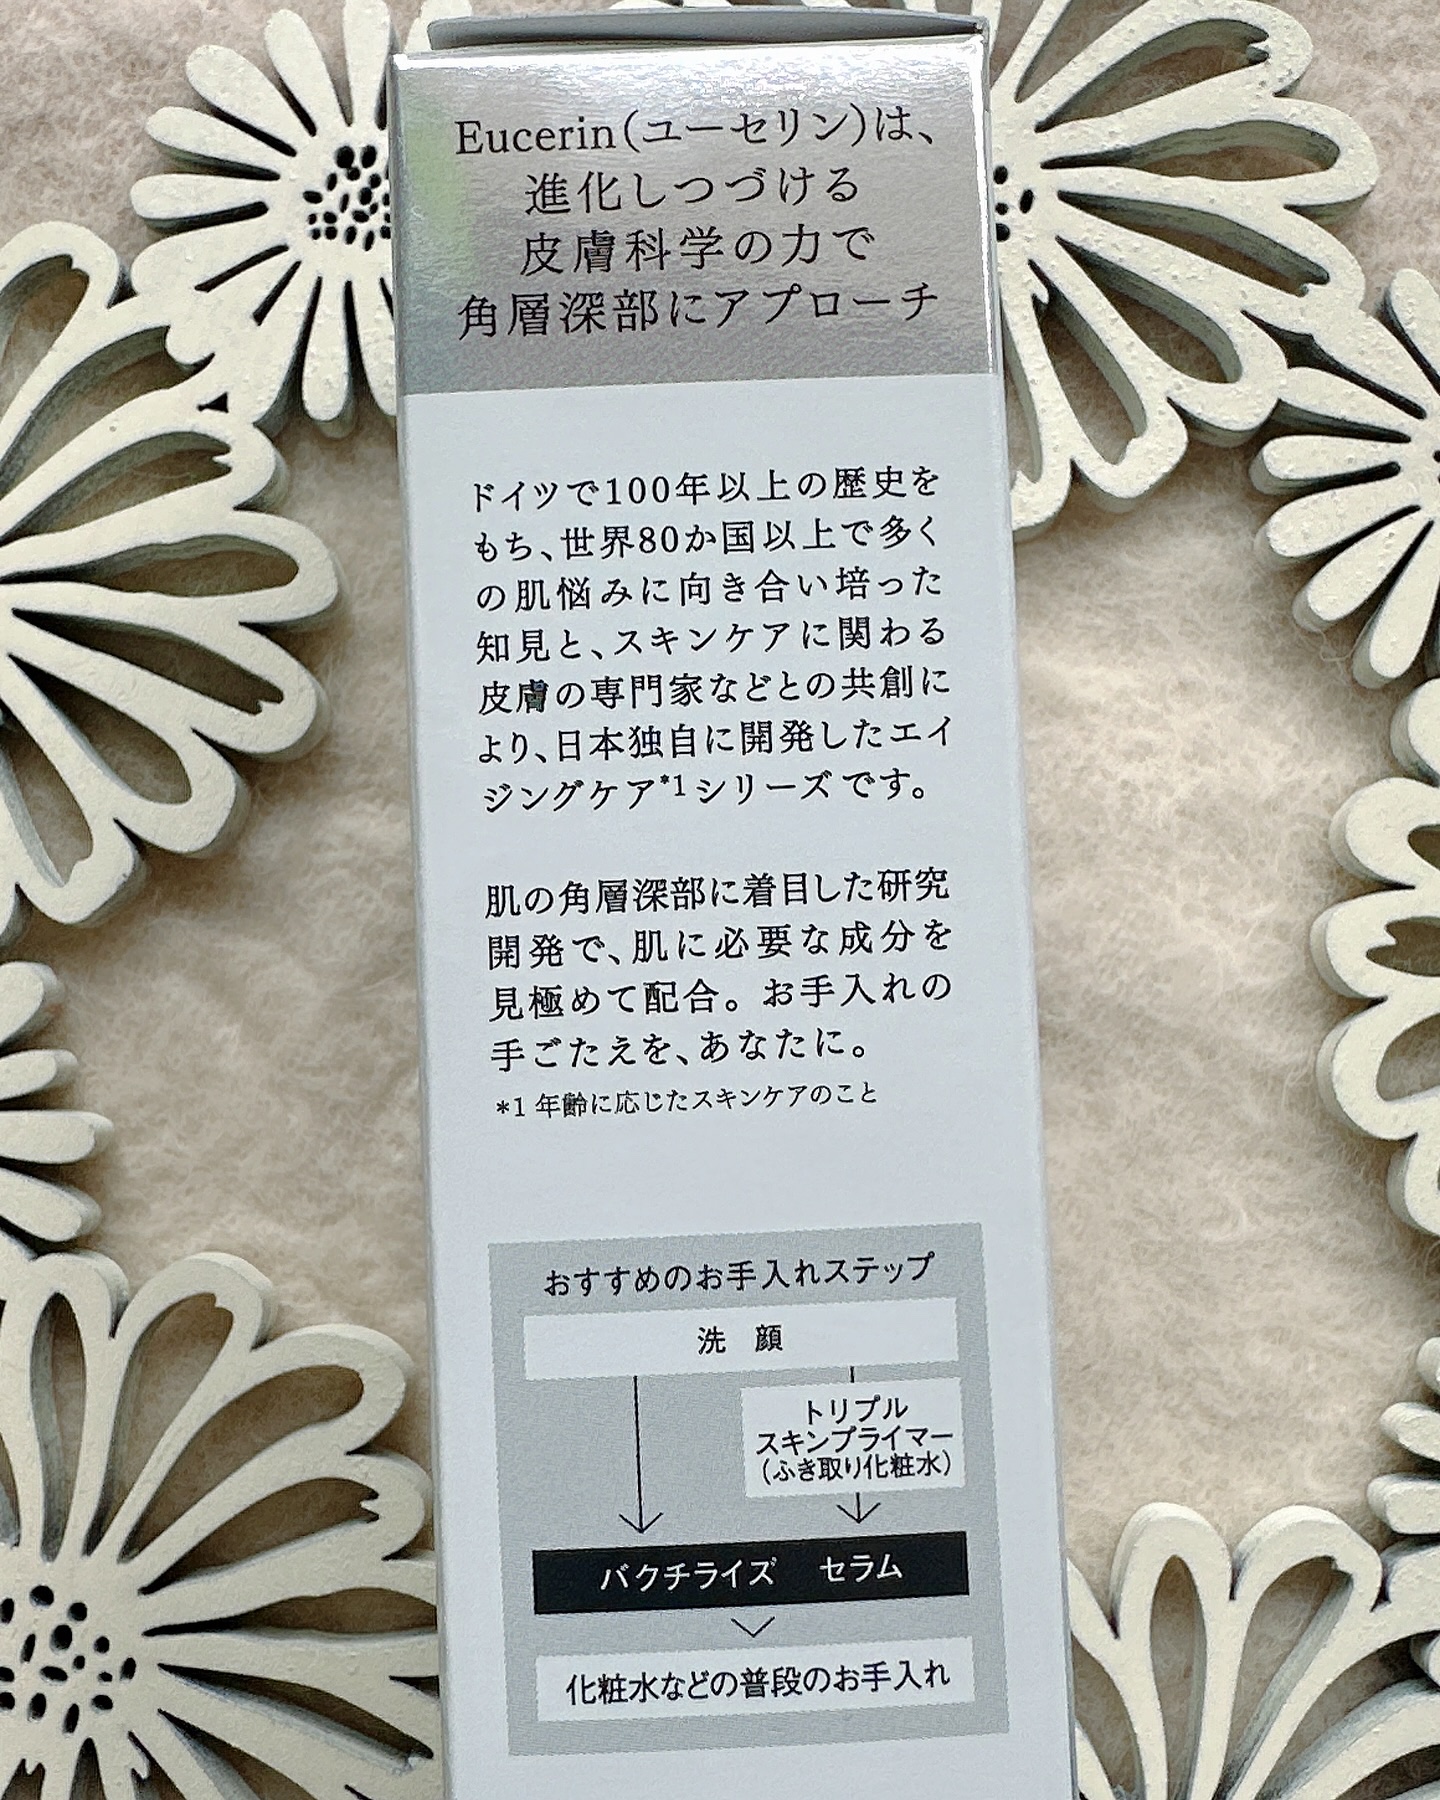 Eucerin(ユーセリン)は、
進化しつづける
皮膚科学の力で
角層深部にアプローチ
ドイツで100年以上の歴史を
もち、世界80か国以上で多く
の肌悩みに向き合い培った
知見と、スキンケアに関わる
皮膚の専門家などとの共創に
より、日本独自に開発したエイ
ジングケア*1シリーズです。
肌の角層深部に着目した研究
開発で、肌に必要な成分を
見極めて配合。お手入れの
手ごたえを、あなたに。
*1 年齢に応じたスキンケアのこと
おすすめのお手入れステップ
洗 顔
トリプル
スキンプライマー
(ふき取り化粧水)
バクチライズ セラム
化粧水などの普段のお手入れ